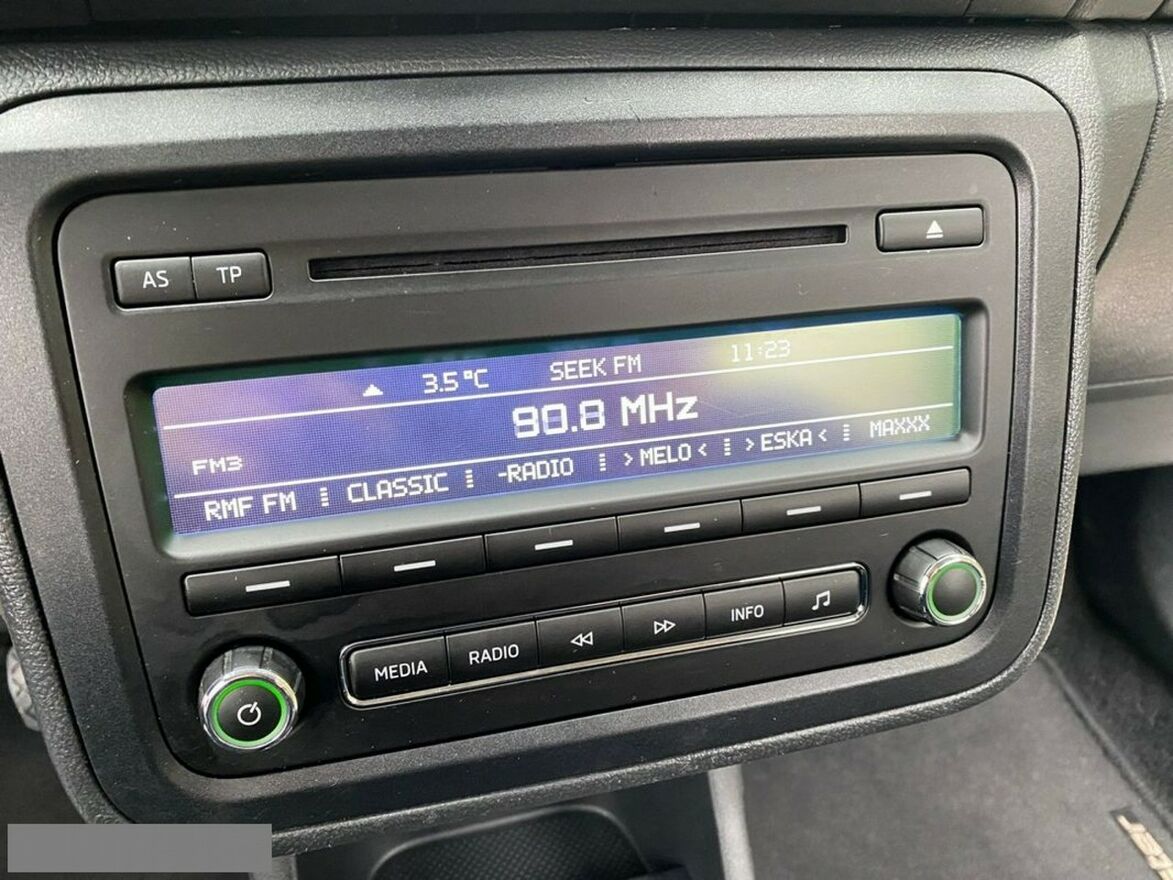 AS TP
3.5°C SEEK FM 11:23
90.8 MHz
FM3
RMF FM CLASSIC -RADIO >MELO< >ESKA< MAXXX
MEDIA RADIO INFO